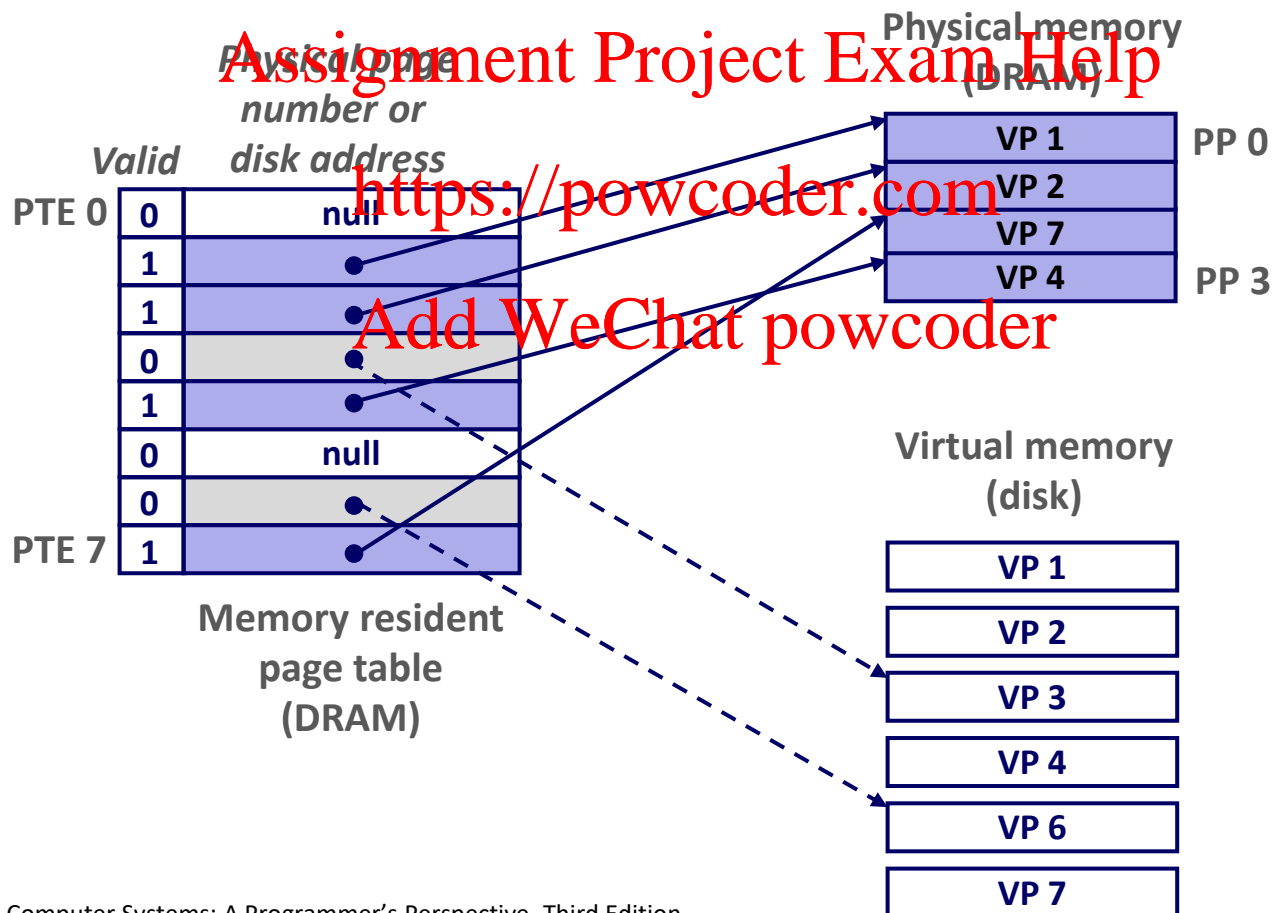 Assignment Project Exam Help
Physical page
number or
disk address
Valid
https://powcoder.com
Add WeChat powcoder
PTE 0
0
null
1
1
0
1
0
null
0
PTE 7
1
Memory resident
page table
(DRAM)
Physical memory
(DRAM)
VP 1
PP 0
VP 2
VP 7
VP 4
PP 3
Virtual memory
(disk)
VP 1
VP 2
VP 3
VP 4
VP 6
VP 7
Computer Systems: A Programmer's Perspective, Third Edition